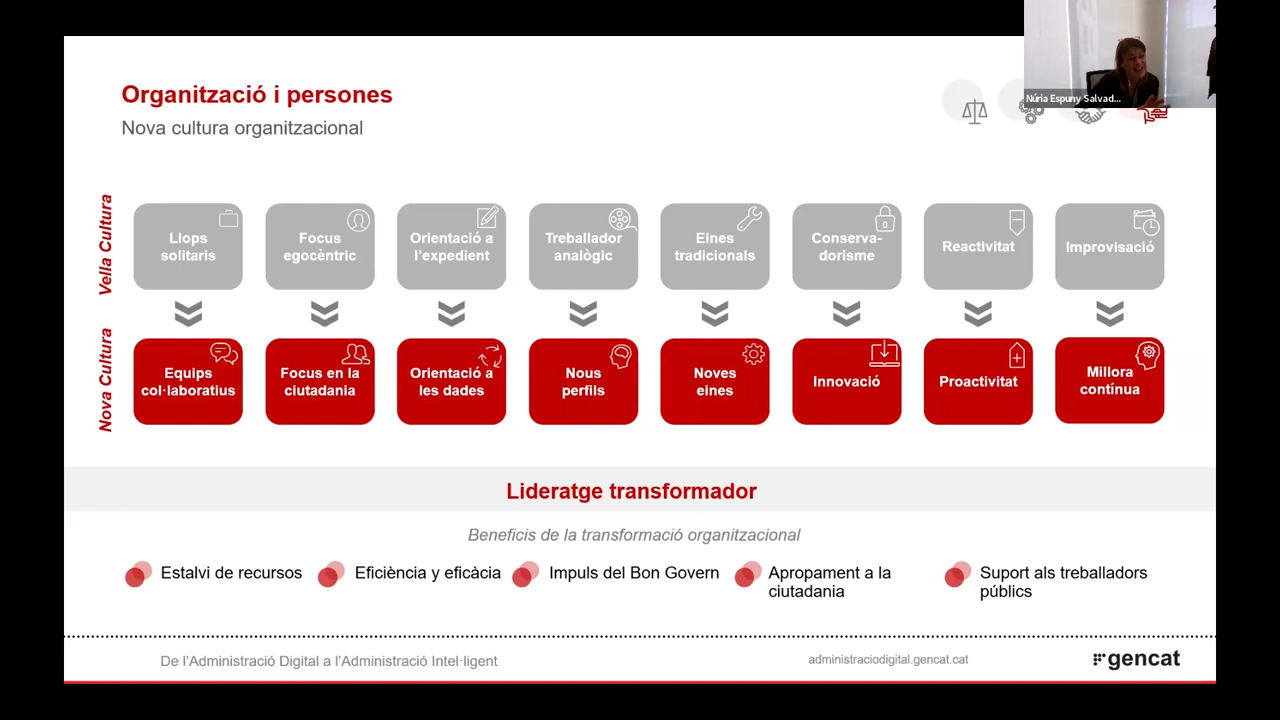 Núria Espuny Salvad...
Organització i persones
Nova cultura organitzacional
Vella Cultura
Llops
solitaris
Focus
egocèntric
Orientació a
l'expedient
Treballador
analògic
Eines
tradicionals
Conserva-
dorisme
Reactivitat
Improvisació
Nova Cultura
Equips
col·laboratius
Focus en la
ciutadania
Orientació a
les dades
Nous
perfils
Noves
eines
Innovació
Proactivitat
Millora
contínua
Lideratge transformador
Beneficis de la transformació organitzacional
Estalvi de recursos
Eficiència y eficàcia
Impuls del Bon Govern
Apropament a la
ciutadania
Suport als treballadors
públics
De l'Administració Digital a l'Administració Intel·ligent
administraciodigital.gencat.cat
gencat